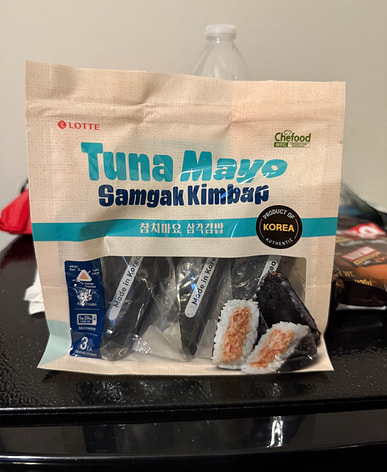 LOTTE
Chefood
Tuna Mayo
Samgak Kimbap
참치마요 삼각김밥
PRODUCT OF
KOREA
AUTHENTIC
Made in Korea
Made in Korea
Made in Korea
3